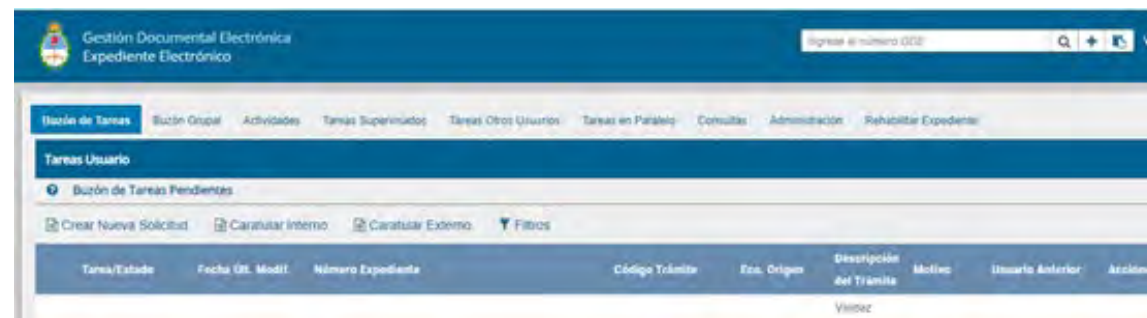 Gestión Documental Electrónica
Expediente Electrónico
Ingrese el número GDE
Buzón de Tareas Buzón Grupal Actividades Tareas Supervisados Tareas Otros Usuarios Tareas en Paralelo Consultas Administración Rehabilitar Expediente
Tareas Usuario
Buzón de Tareas Pendientes
Crear Nueva Solicitud Caratular Interno Caratular Externo Filtros
Tarea/Estado Fecha Últ. Modif. Número Expediente Código Trámite Eco. Origen Descripción del Trámite Motivo Usuario Anterior Accion